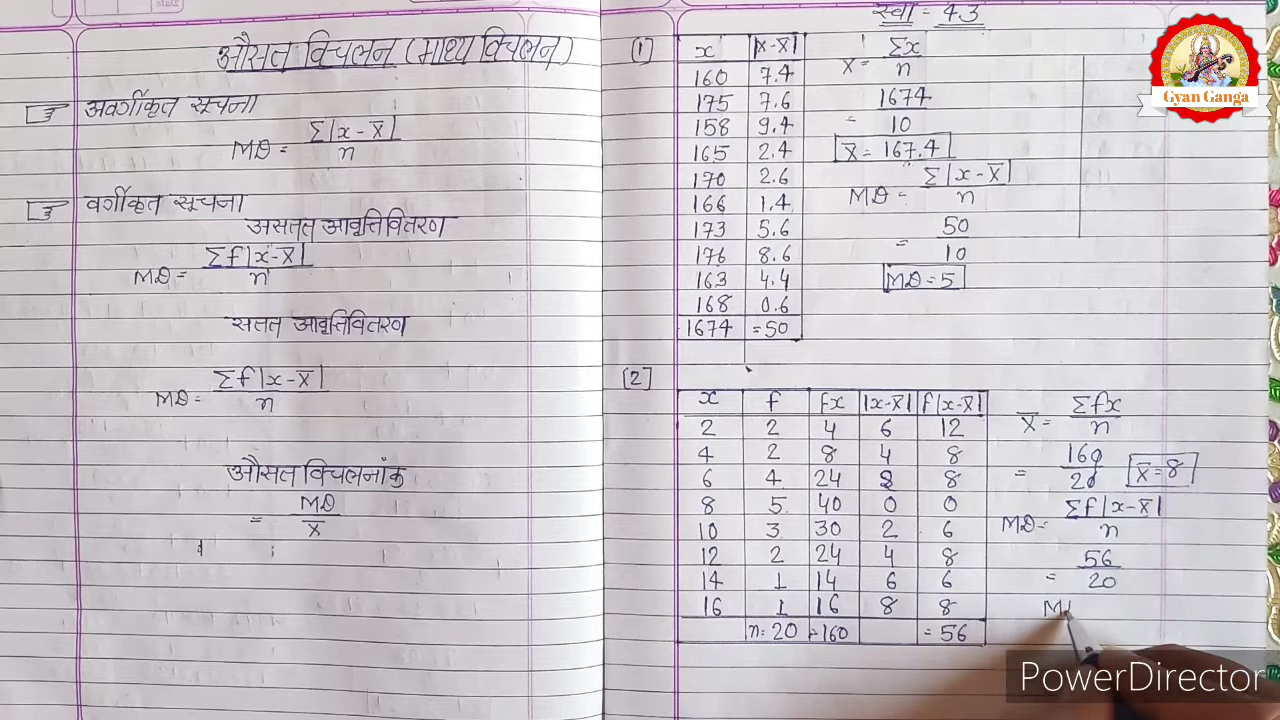 औसत विचलन (माध्य विचलन)
अवर्गीकृत सूचना
MD = Σ|x - x̄| / n
वर्गीकृत सूचना
असतत आवृत्तिवितरण
MD = Σf|x - x̄| / n
सतत आवृत्तिवितरण
MD = Σf|x - x̄| / n
औसत विचलनांक
= MD / x̄
स्वा = 4.3
[1]
x |x-x̄|
160 7.4
175 7.6
158 9.4
165 2.4
170 2.6
166 1.4
173 5.6
176 8.6
163 4.4
168 0.6
1674 = 50
x̄ = Σx / n
= 1674 / 10
x̄ = 167.4
MD = Σ|x - x̄| / n
= 50 / 10
MD = 5
[2]
x f fx |x-x̄| f|x-x̄|
2 2 4 6 12
4 2 8 4 8
6 4 24 2 8
8 5 40 0 0
10 3 30 2 6
12 2 24 4 8
14 1 14 6 6
16 1 16 8 8
n = 20 = 160 = 56
x̄ = Σfx / n
= 160 / 20 x̄ = 8
MD = Σf|x - x̄| / n
= 56 / 20
Gyan Ganga
PowerDirector